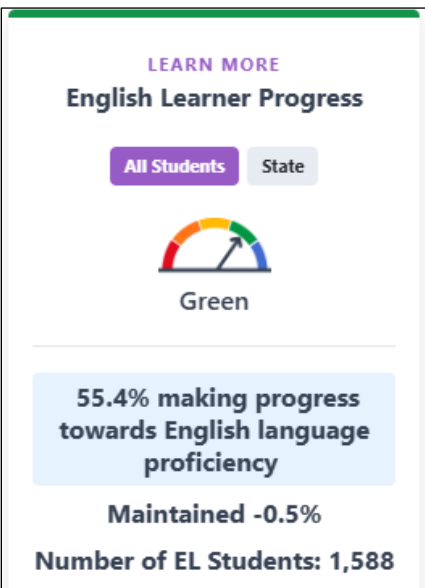 LEARN MORE
English Learner Progress
All Students State
Green
55.4% making progress
towards English language
proficiency
Maintained -0.5%
Number of EL Students: 1,588